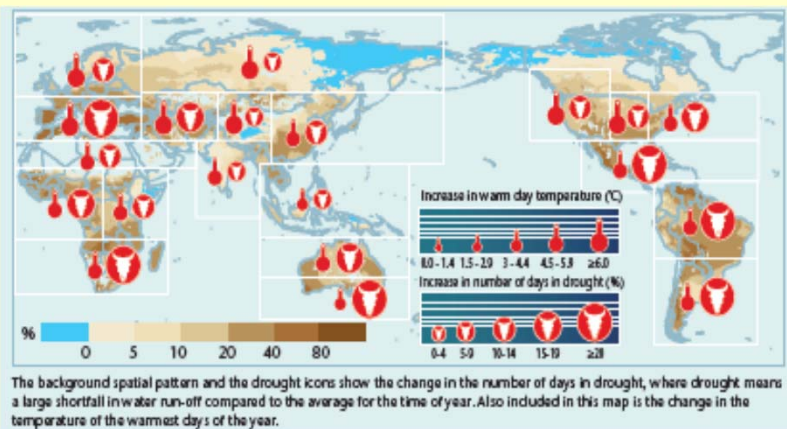 Increase in warm day temperature (°C)
0.0 - 1.4 1.5 - 2.9 3 - 4.4 4.5 - 5.9 ≥6.0
Increase in number of days in drought (%)
0-4 5-9 10-14 15-19 ≥20
%
0 5 10 20 40 80
The background spatial pattern and the drought icons show the change in the number of days in drought, where drought means
a large shortfall in water run-off compared to the average for the time of year. Also included in this map is the change in the
temperature of the warmest days of the year.